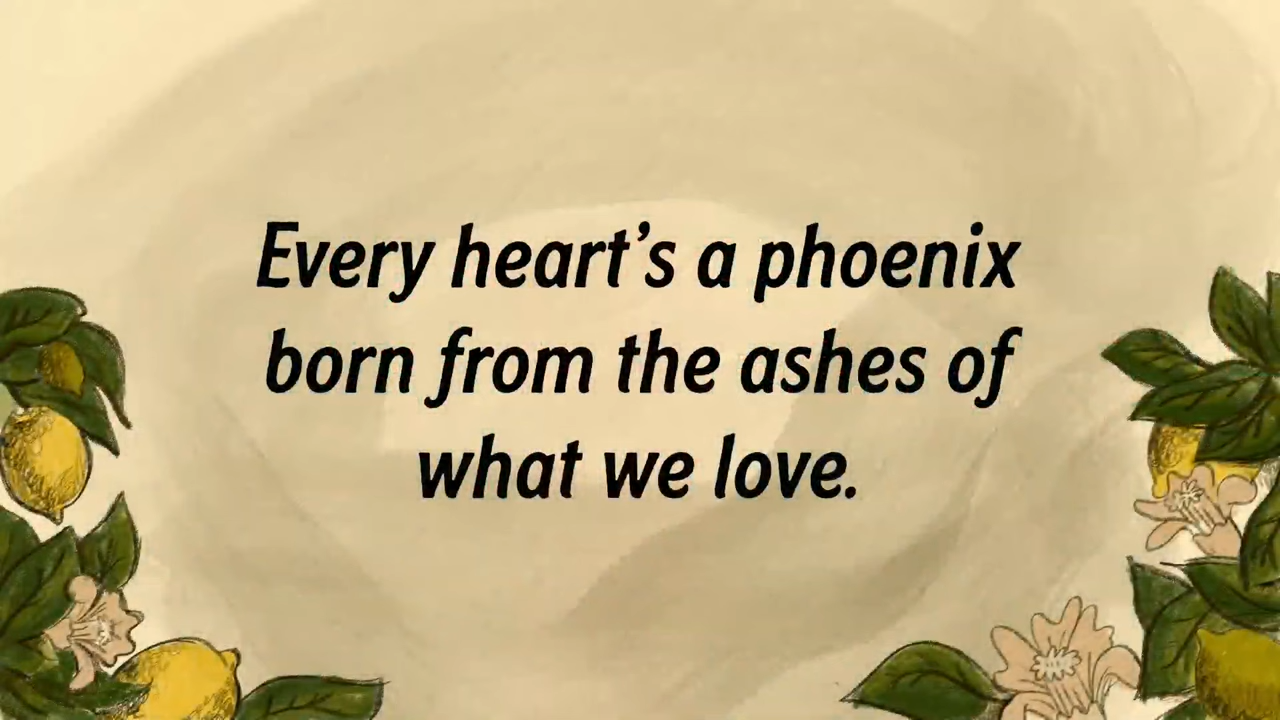 Every heart’s a phoenix
born from the ashes of
what we love.